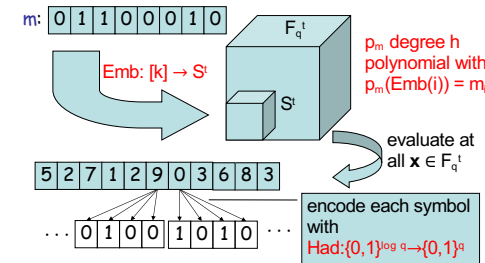 m: 0 1 1 0 0 0 1 0
F_q^t
Emb: [k] → S^t
S^t
p_m degree h
polynomial with
p_m(Emb(i)) = m
evaluate at
all x ∈ F_q^t
5 2 7 1 2 9 0 3 6 8 3
· · · 0 1 0 0 1 0 1 0 · · ·
encode each symbol
with
Had:{0,1}^log q→{0,1}^q